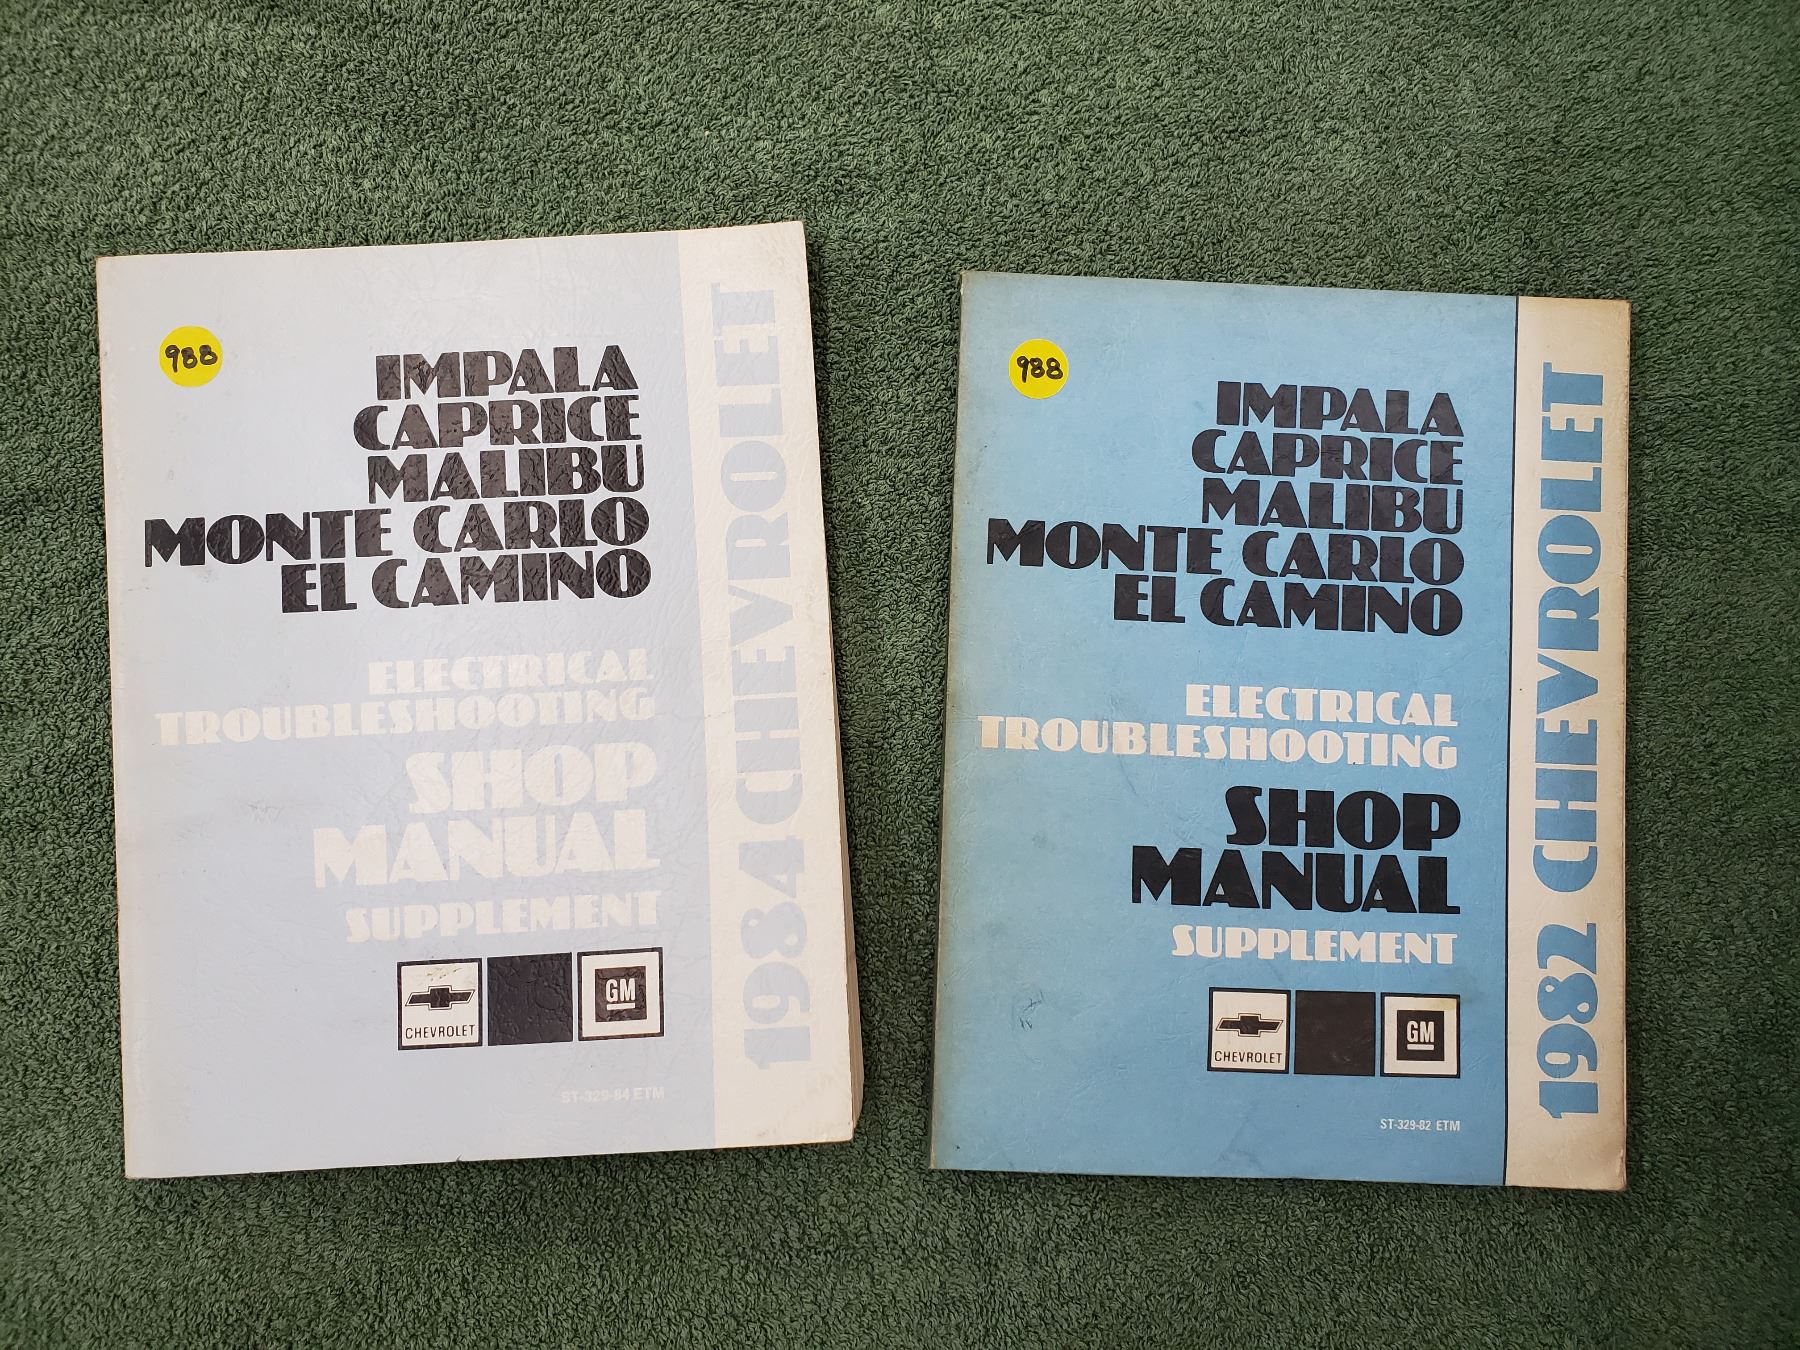 988
IMPALA
CAPRICE
MALIBU
MONTE CARLO
EL CAMINO
ELECTRICAL
TROUBLESHOOTING
SHOP
MANUAL
SUPPLEMENT
CHEVROLET
GM
ST-329-84 ETM
1984 CHEVROLET
988
IMPALA
CAPRICE
MALIBU
MONTE CARLO
EL CAMINO
ELECTRICAL
TROUBLESHOOTING
SHOP
MANUAL
SUPPLEMENT
CHEVROLET
GM
ST-329-82 ETM
1982 CHEVROLET